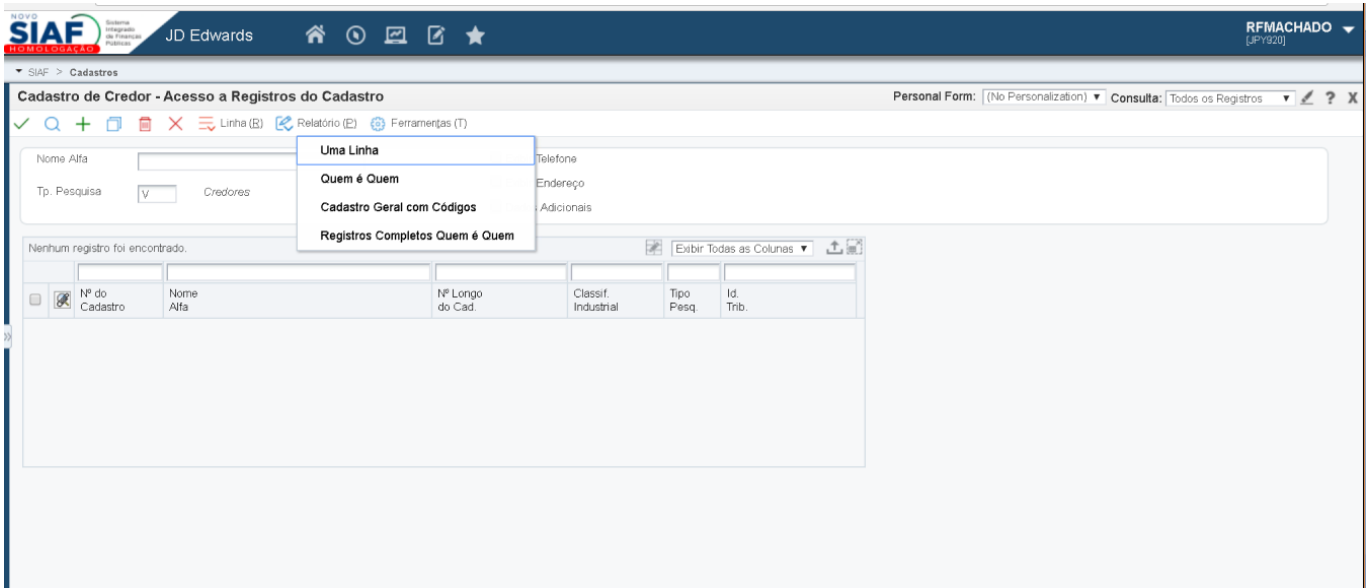 NOVO
SIAF
HOMOLOGAÇÃO
Sistema
Integrado
de Finanças
Públicas
JD Edwards
RFMACHADO
[JPY920]
SIAF > Cadastros
Cadastro de Credor - Acesso a Registros do Cadastro
Personal Form: (No Personalization) Consulta: Todos os Registros ? X
Linha (R) Relatório (P) Ferramentas (T)
Uma Linha
Quem é Quem
Cadastro Geral com Códigos
Registros Completos Quem é Quem
Nome Alfa Telefone
Endereço
Tp. Pesquisa V Credores
s Adicionais
Nenhum registro foi encontrado. Exibir Todas as Colunas
Nº do Cadastro
Nome Alfa
Nº Longo do Cad.
Classif. Industrial
Tipo Pesq.
Id. Trib.